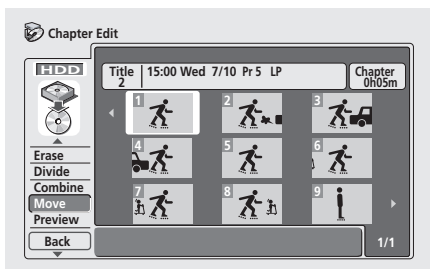 Chapter Edit
HDD
Title 2
15:00 Wed 7/10 Pr 5 LP
Chapter 0h05m
1
2
3
4
5
6
7
8
9
Erase
Divide
Combine
Move
Preview
Back
1/1